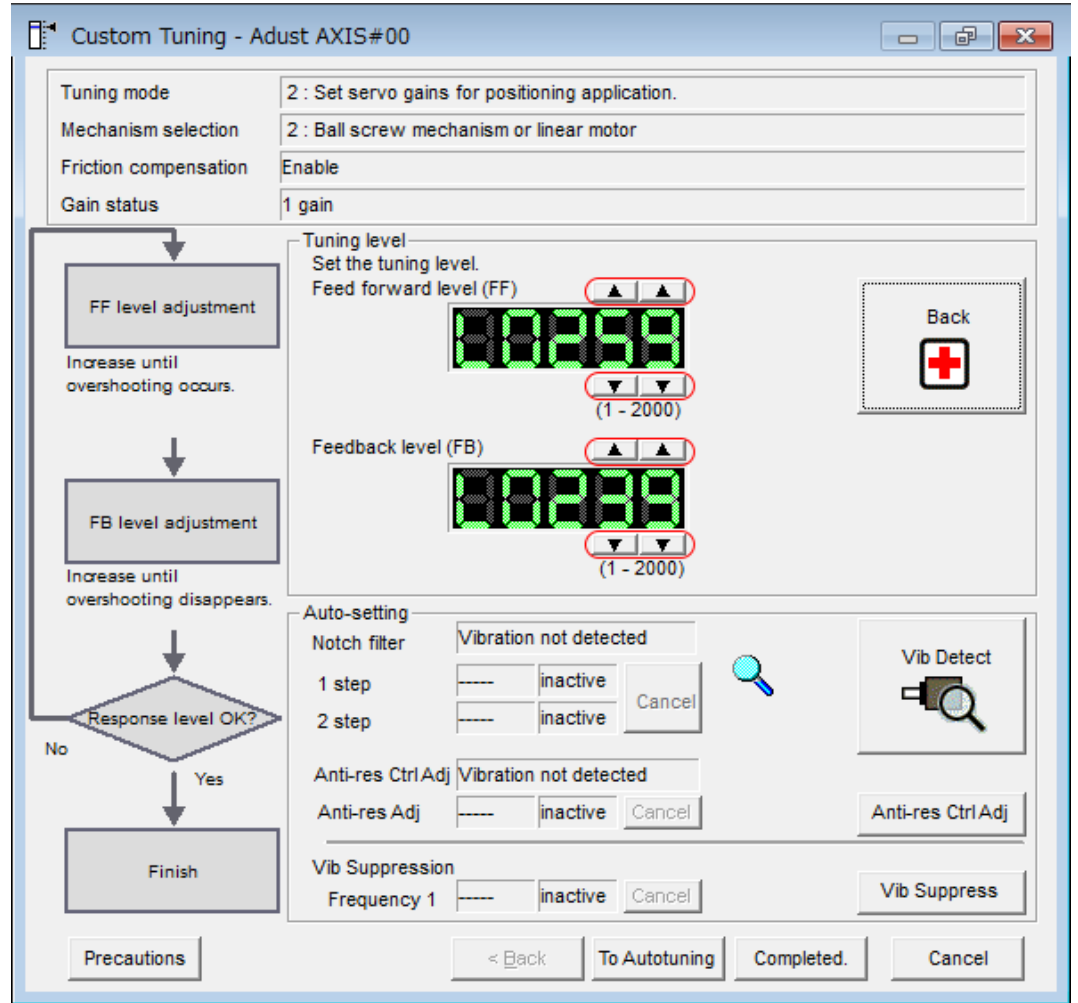 Custom Tuning - Adust AXIS#00
Tuning mode 2 : Set servo gains for positioning application.
Mechanism selection 2 : Ball screw mechanism or linear motor
Friction compensation Enable
Gain status 1 gain
FF level adjustment
Increase until
overshooting occurs.
FB level adjustment
Increase until
overshooting disappears.
Response level OK?
No
Yes
Finish
Tuning level
Set the tuning level.
Feed forward level (FF)
Ln259
(1 - 2000)
Feedback level (FB)
Ln239
(1 - 2000)
Back
Auto-setting
Notch filter Vibration not detected
1 step ----- inactive
Cancel
2 step ----- inactive
Vib Detect
Anti-res Ctrl Adj Vibration not detected
Anti-res Adj ----- inactive Cancel
Anti-res Ctrl Adj
Vib Suppression
Frequency 1 ----- inactive Cancel
Vib Suppress
Precautions
< Back
To Autotuning
Completed.
Cancel